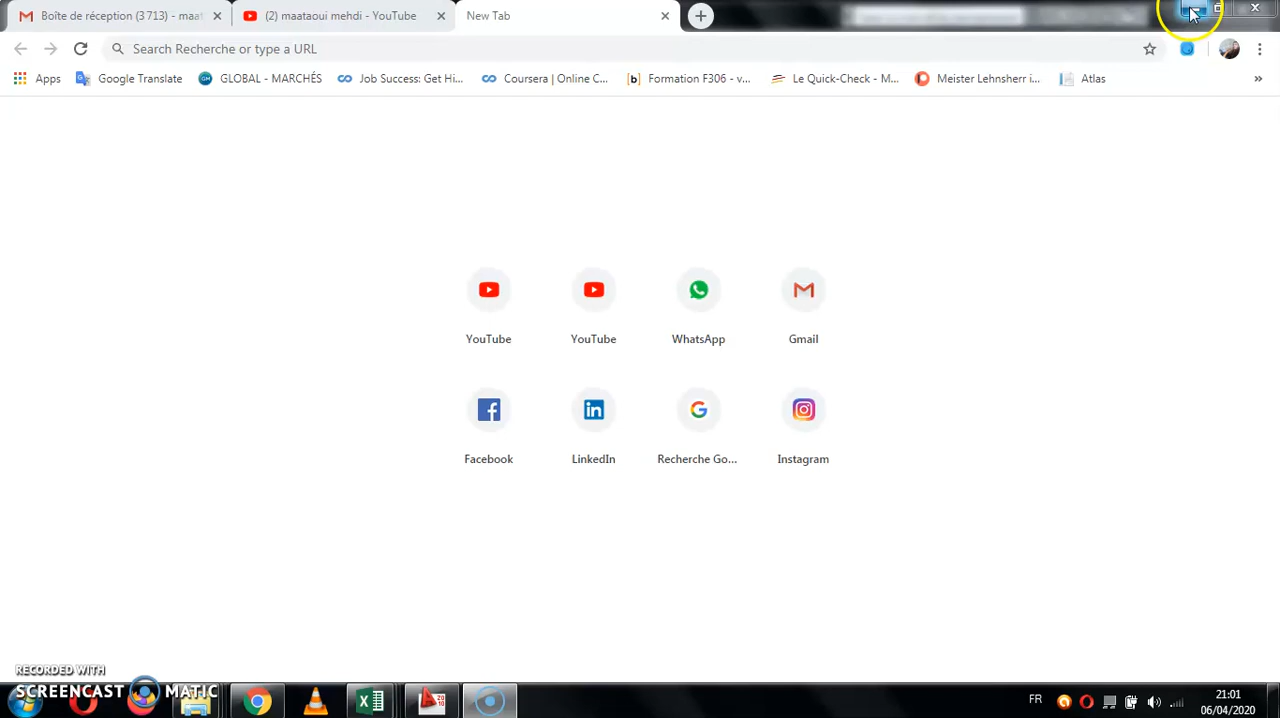 Boîte de réception (3 713) - maat
(2) maataoui mehdi - YouTube
New Tab
Search Recherche or type a URL
Apps
Google Translate
GLOBAL - MARCHÉS
Job Success: Get Hi...
Coursera | Online C...
Formation F306 - v...
Le Quick-Check - M...
Meister Lehnsherr i...
Atlas
»
YouTube
YouTube
WhatsApp
Gmail
Facebook
LinkedIn
Recherche Go...
Instagram
RECORDED WITH
SCREENCAST MATIC
FR
21:01
06/04/2020